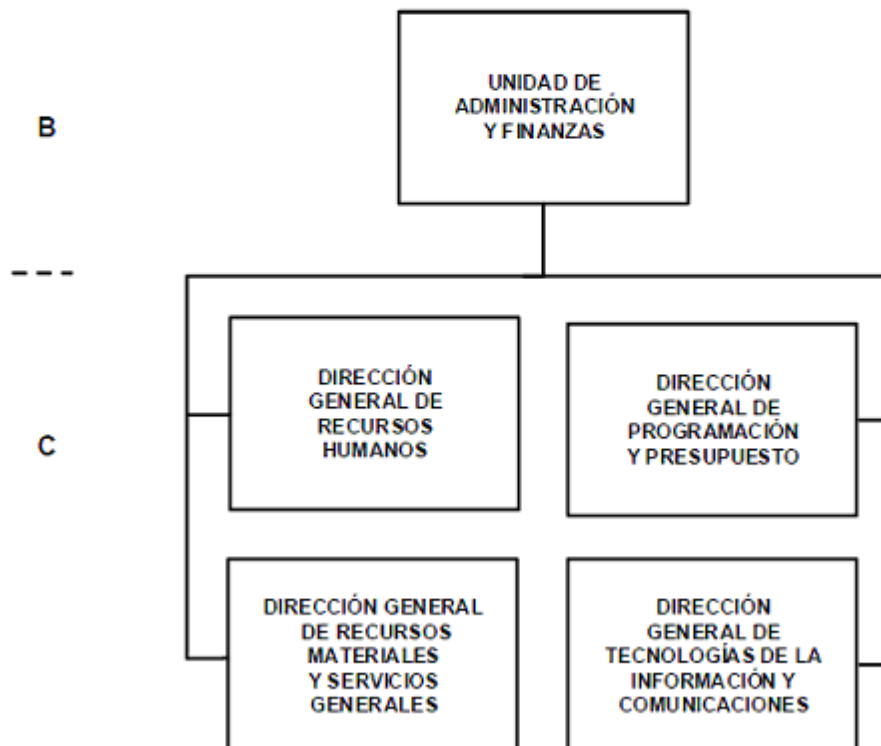 B
UNIDAD DE
ADMINISTRACIÓN
Y FINANZAS
C
DIRECCIÓN
GENERAL DE
RECURSOS
HUMANOS
DIRECCIÓN
GENERAL DE
PROGRAMACIÓN
Y PRESUPUESTO
DIRECCIÓN GENERAL
DE RECURSOS
MATERIALES
Y SERVICIOS
GENERALES
DIRECCIÓN
GENERAL DE
TECNOLOGÍAS DE LA
INFORMACIÓN Y
COMUNICACIONES